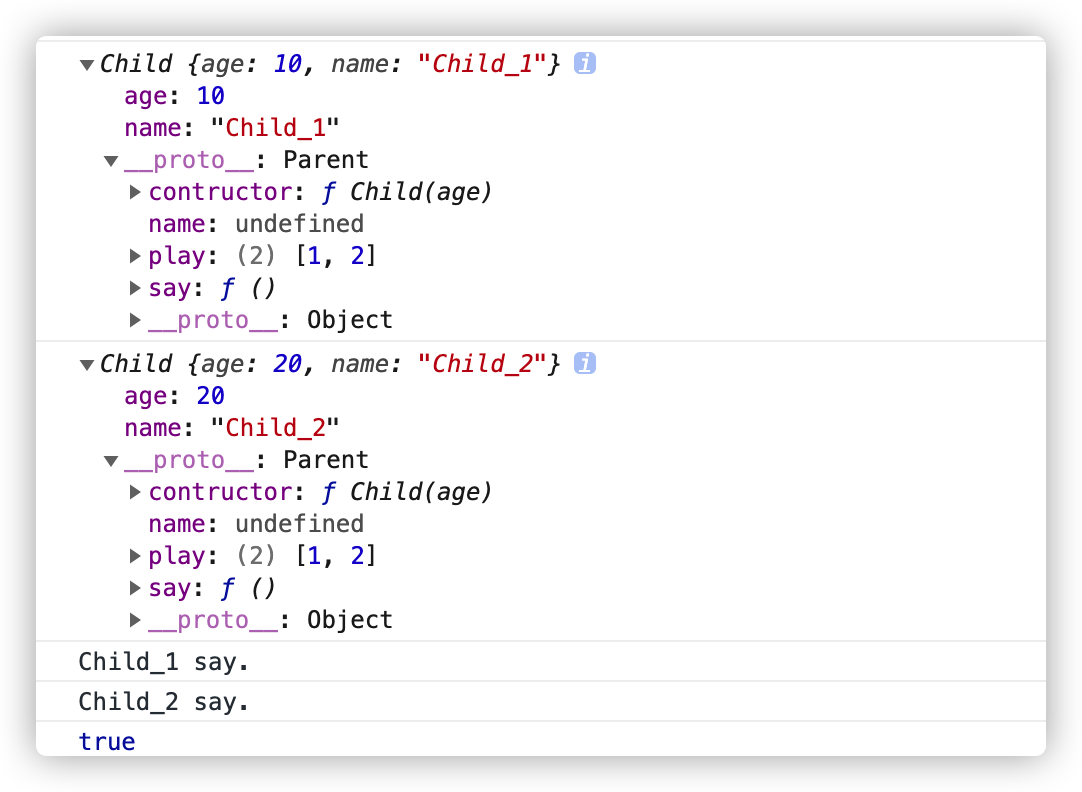 ▼Child {age: 10, name: "Child_1"} i
age: 10
name: "Child_1"
▼__proto__: Parent
▶contructor: ƒ Child(age)
name: undefined
▶play: (2) [1, 2]
▶say: ƒ ()
▶__proto__: Object
▼Child {age: 20, name: "Child_2"} i
age: 20
name: "Child_2"
▼__proto__: Parent
▶contructor: ƒ Child(age)
name: undefined
▶play: (2) [1, 2]
▶say: ƒ ()
▶__proto__: Object
Child_1 say.
Child_2 say.
true